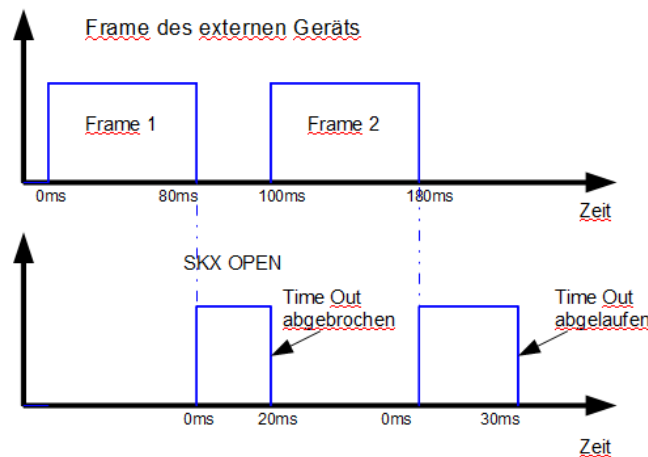 Frame des externen Geräts
Frame 1
Frame 2
0ms
80ms
100ms
180ms
Zeit
SKX OPEN
Time Out
abgebrochen
Time Out
abgelaufen
0ms
20ms
0ms
30ms
Zeit